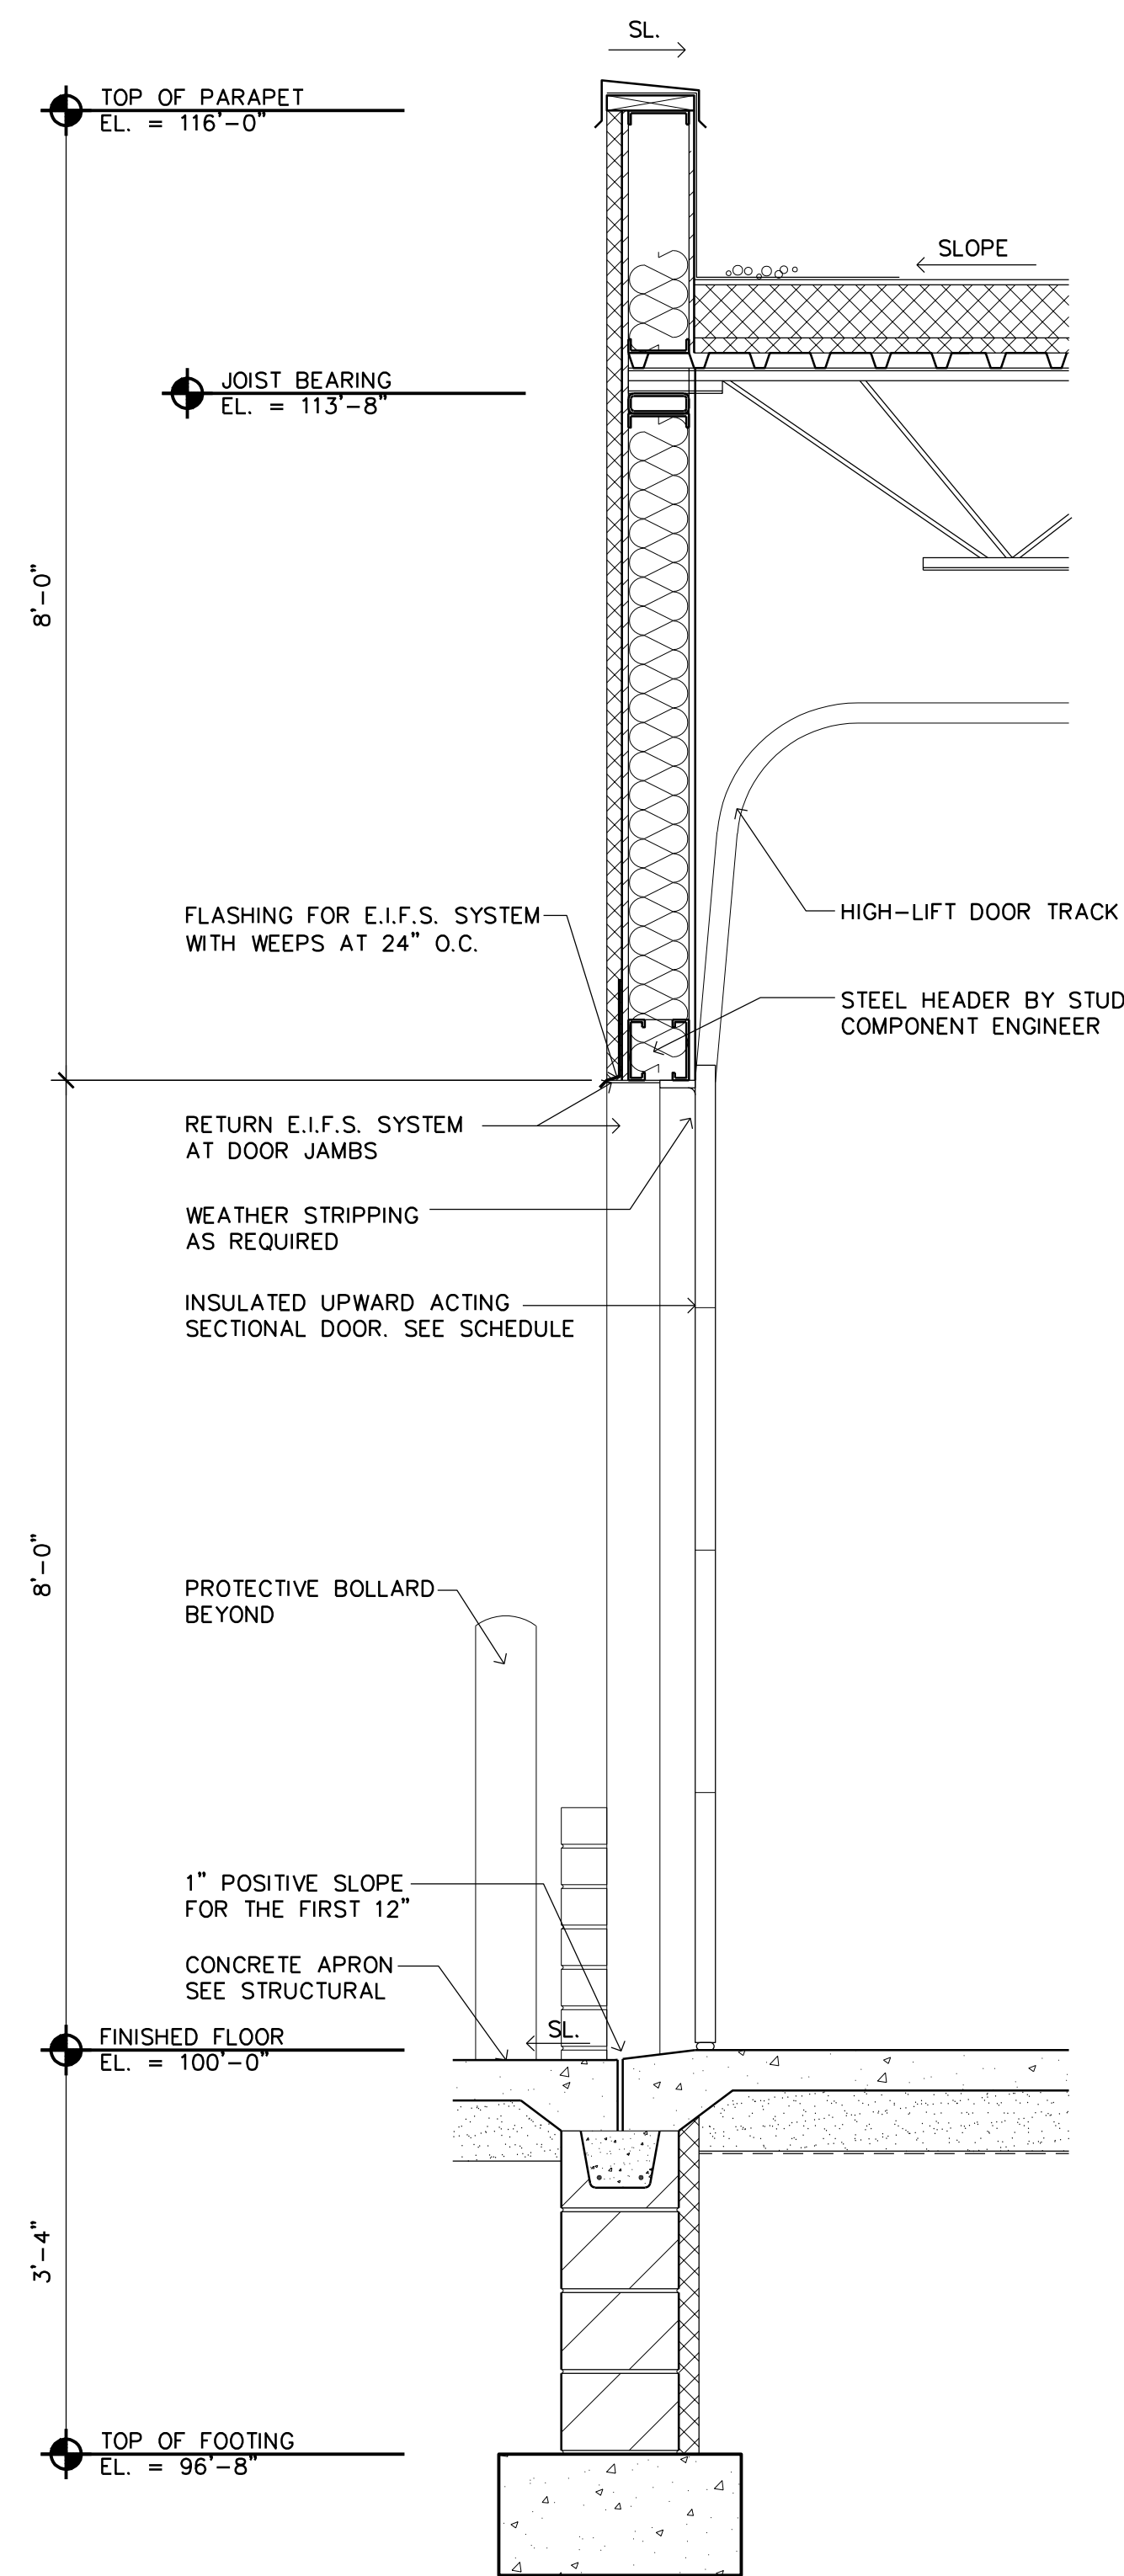 SL.
TOP OF PARAPET
EL. = 116'-0"
SLOPE
JOIST BEARING
EL. = 113'-8"
8'-0"
FLASHING FOR E.I.F.S. SYSTEM
WITH WEEPS AT 24" O.C.
HIGH-LIFT DOOR TRACK
STEEL HEADER BY STUD
COMPONENT ENGINEER
RETURN E.I.F.S. SYSTEM
AT DOOR JAMBS
WEATHER STRIPPING
AS REQUIRED
INSULATED UPWARD ACTING
SECTIONAL DOOR. SEE SCHEDULE
8'-0"
PROTECTIVE BOLLARD
BEYOND
1" POSITIVE SLOPE
FOR THE FIRST 12"
CONCRETE APRON
SEE STRUCTURAL
SL.
FINISHED FLOOR
EL. = 100'-0"
3'-4"
TOP OF FOOTING
EL. = 96'-8"